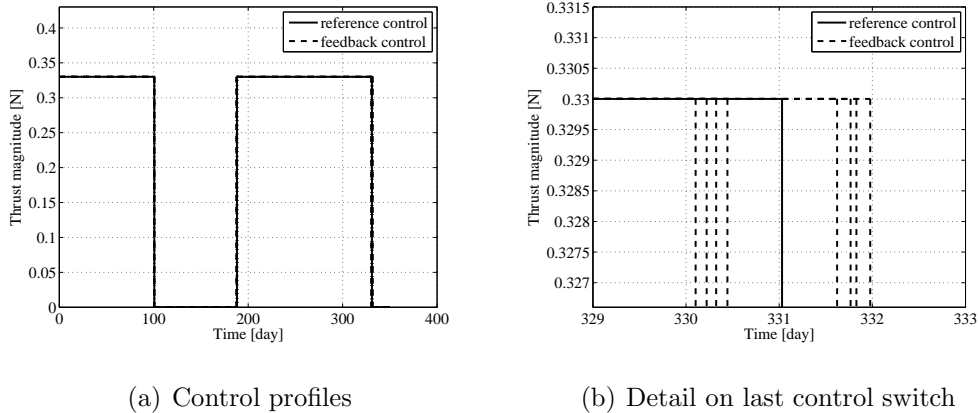 reference control
feedback control
0.4
0.35
0.3
0.25
0.2
0.15
0.1
0.05
0
Thrust magnitude [N]
0 100 200 300 400
Time [day]
(a) Control profiles
reference control
feedback control
0.3315
0.331
0.3305
0.33
0.3295
0.329
0.3285
0.328
0.3275
0.327
Thrust magnitude [N]
329 330 331 332 333
Time [day]
(b) Detail on last control switch